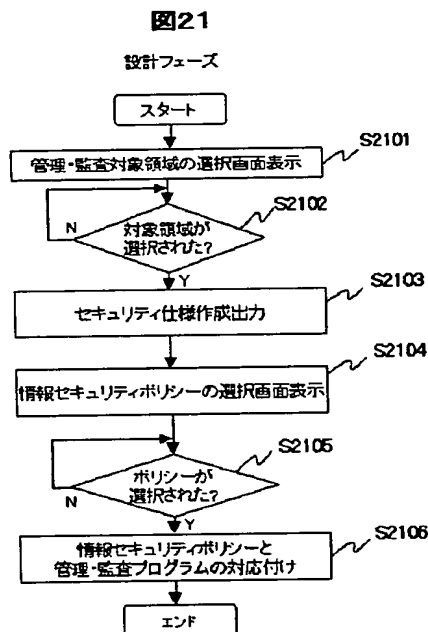 図21
設計フェーズ
スタート
管理・監査対象領域の選択画面表示
S2101
対象領域が
選択された?
S2102
N
Y
セキュリティ仕様作成出力
S2103
情報セキュリティポリシーの選択画面表示
S2104
ポリシーが
選択された?
S2105
N
Y
情報セキュリティポリシーと
管理・監査プログラムの対応付け
S2106
エンド